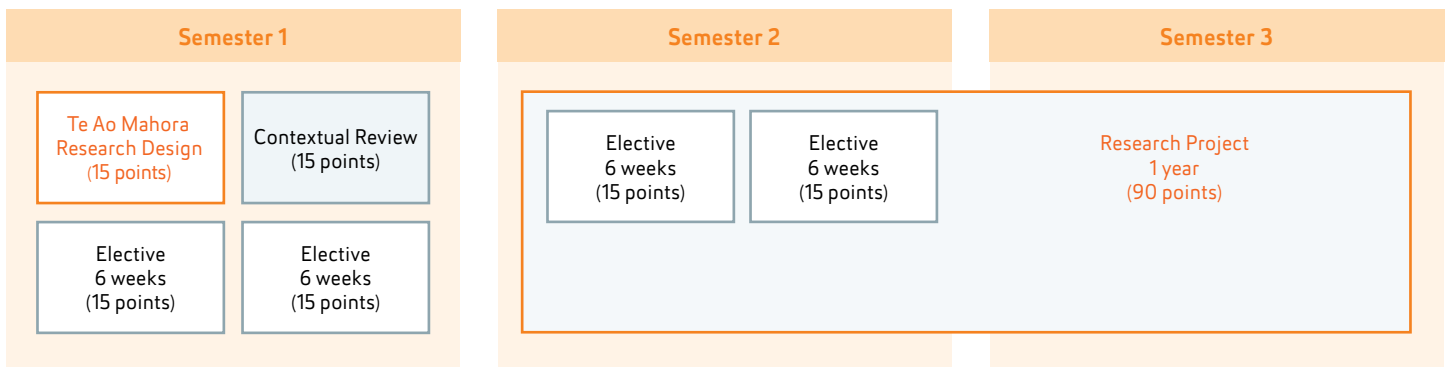 Semester 1
Semester 2
Semester 3
Te Ao Mahora
Research Design
(15 points)
Contextual Review
(15 points)
Elective
6 weeks
(15 points)
Elective
6 weeks
(15 points)
Elective
6 weeks
(15 points)
Elective
6 weeks
(15 points)
Research Project
1 year
(90 points)